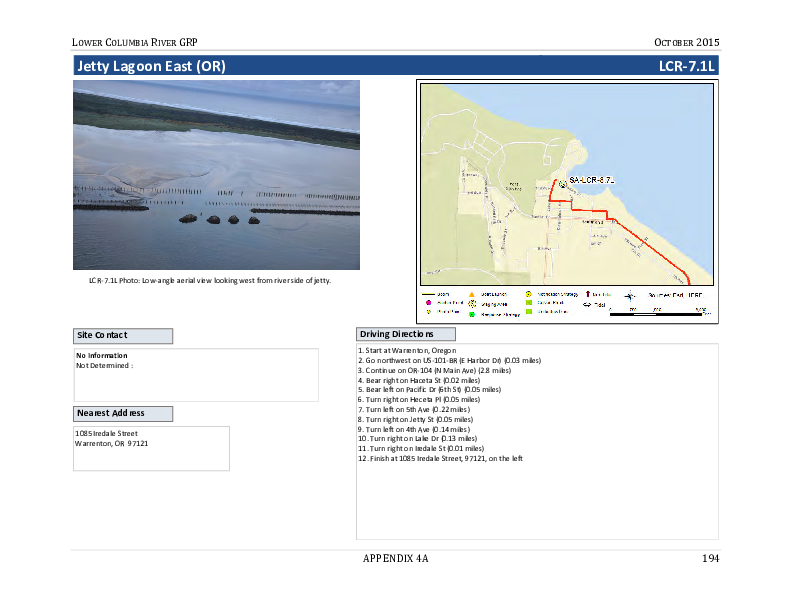 LOWER COLUMBIA RIVER GRP
OCTOBER 2015
Jetty Lagoon East (OR)
LCR-7.1L
SA-LCR-8.7L
Sources: Esri, HERE,
LCR-7.1L Photo: Low-angle aerial view looking west from river side of jetty.
Site Contact
No Information
Not Determined :
Nearest Address
1085 Iredale Street
Warrenton, OR 97121
Driving Directions
1. Start at Warrenton, Oregon
2. Go northwest on US-101-BR (E Harbor Dr) (0.03 miles)
3. Continue on OR-104 (N Main Ave) (2.8 miles)
4. Bear right on Haceta St (0.02 miles)
5. Bear left on Pacific Dr (6th St) (0.05 miles)
6. Turn right on Heceta Pl (0.05 miles)
7. Turn left on 5th Ave (0.22 miles)
8. Turn right on Jetty St (0.05 miles)
9. Turn left on 4th Ave (0.14 miles)
10. Turn right on Lake Dr (0.13 miles)
11. Turn right on Iredale St (0.01 miles)
12. Finish at 1085 Iredale Street, 97121, on the left
APPENDIX 4A
194